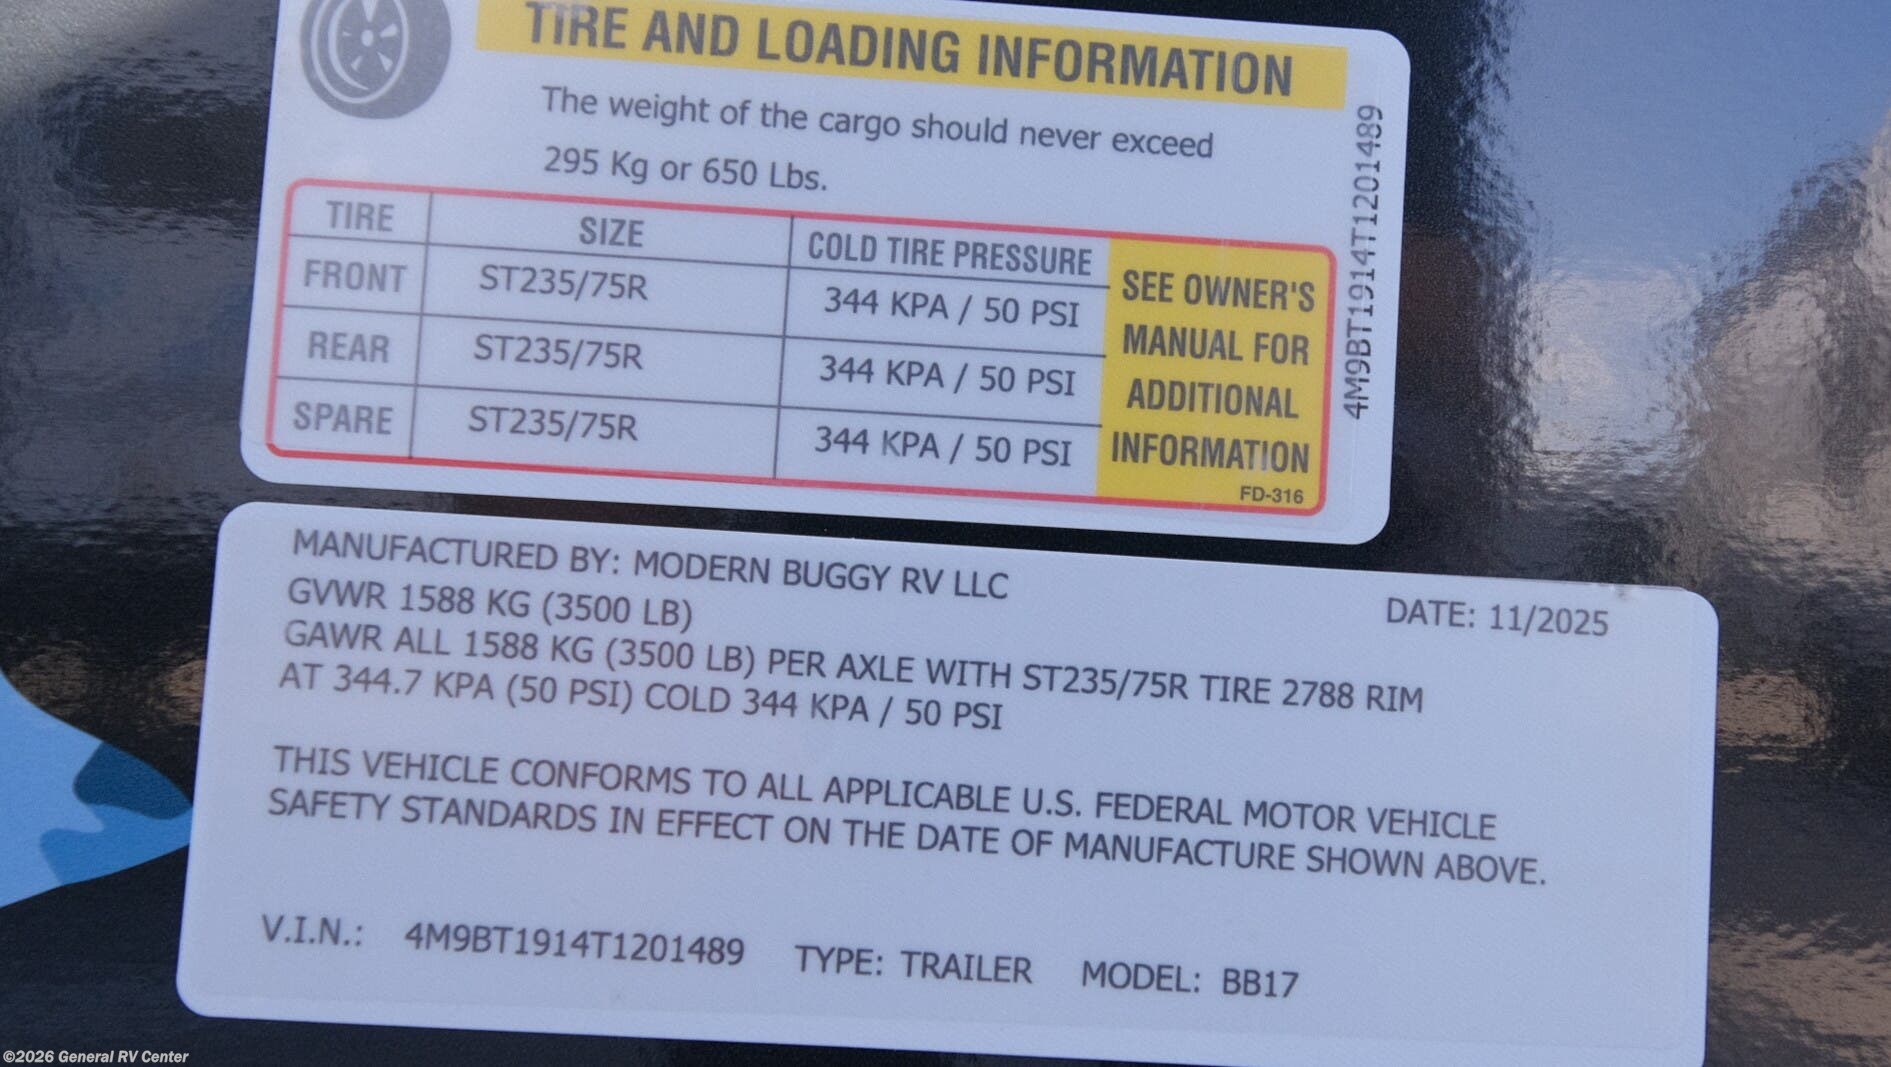 TIRE AND LOADING INFORMATION
The weight of the cargo should never exceed
295 Kg or 650 Lbs.
TIRE SIZE COLD TIRE PRESSURE
FRONT ST235/75R 344 KPA / 50 PSI
REAR ST235/75R 344 KPA / 50 PSI
SPARE ST235/75R 344 KPA / 50 PSI
SEE OWNER'S
MANUAL FOR
ADDITIONAL
INFORMATION
FD-316
4M9BT1914T1201489
MANUFACTURED BY: MODERN BUGGY RV LLC
DATE: 11/2025
GVWR 1588 KG (3500 LB)
GAWR ALL 1588 KG (3500 LB) PER AXLE WITH ST235/75R TIRE 2788 RIM
AT 344.7 KPA (50 PSI) COLD 344 KPA / 50 PSI
THIS VEHICLE CONFORMS TO ALL APPLICABLE U.S. FEDERAL MOTOR VEHICLE
SAFETY STANDARDS IN EFFECT ON THE DATE OF MANUFACTURE SHOWN ABOVE.
V.I.N.: 4M9BT1914T1201489 TYPE: TRAILER MODEL: BB17
©2026 General RV Center